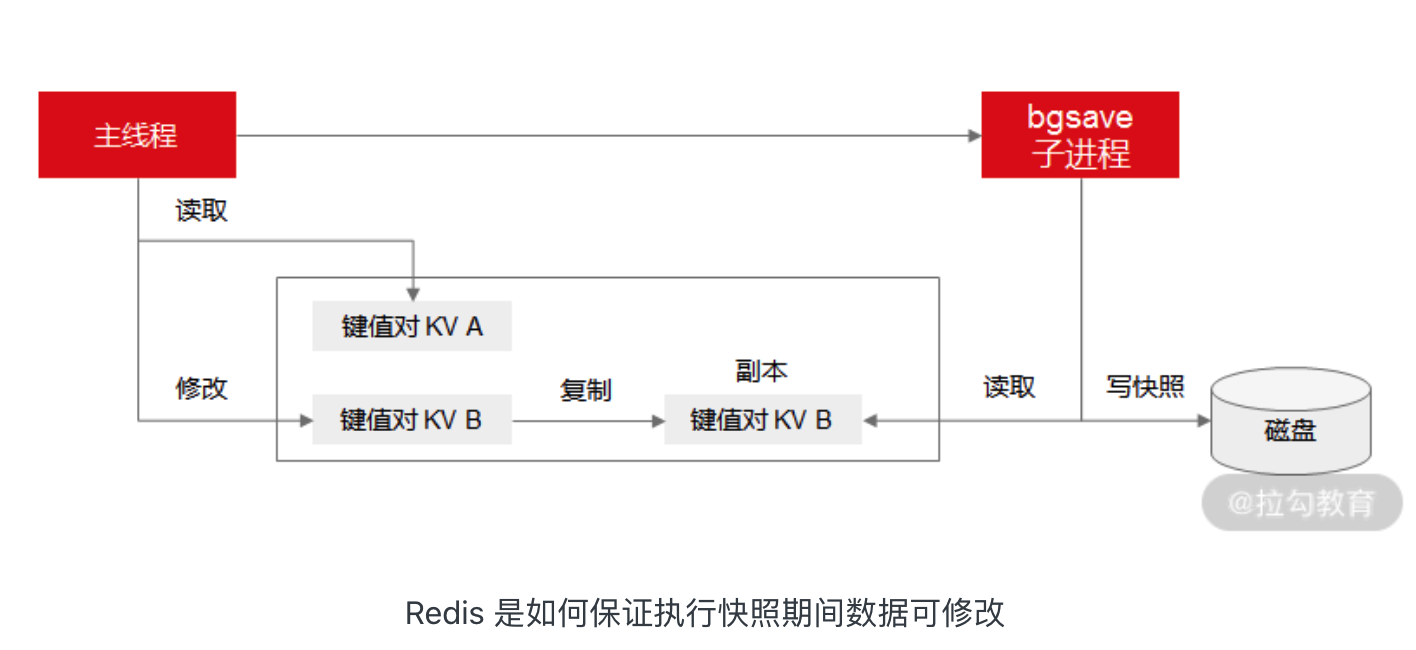 主线程
bgsave
子进程
读取
键值对 KV A
修改
键值对 KV B
复制
副本
键值对 KV B
读取
写快照
磁盘
@拉勾教育
Redis 是如何保证执行快照期间数据可修改